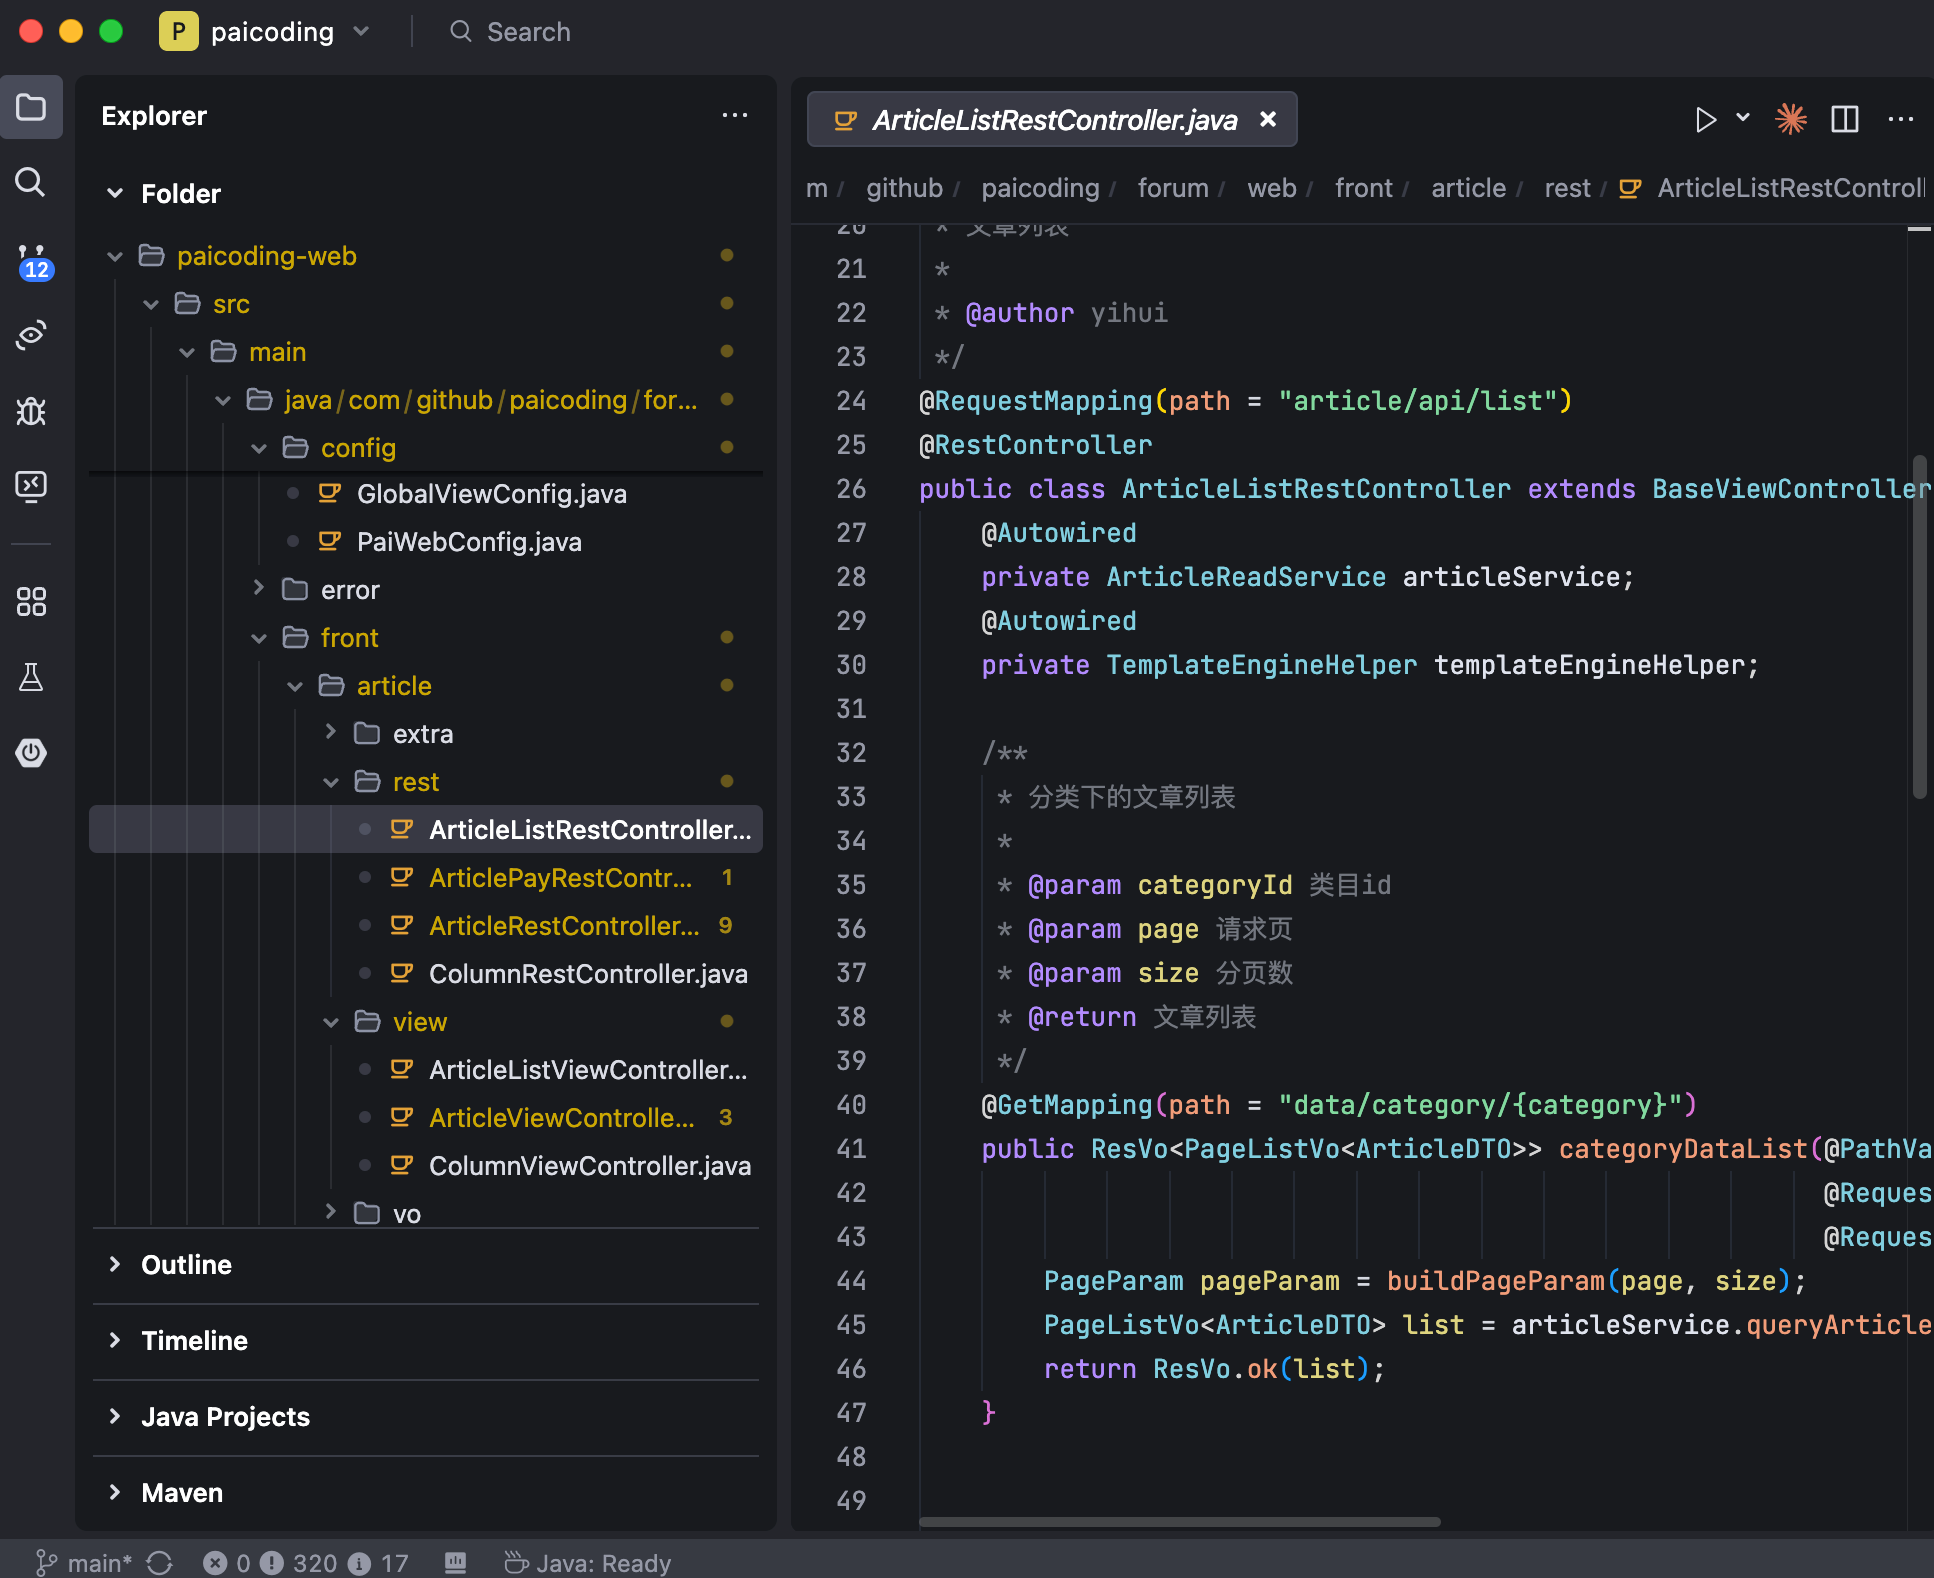 P paicoding
Search
Explorer
Folder
paicoding-web
src
main
java/com/github/paicoding/for...
config
GlobalViewConfig.java
PaiWebConfig.java
error
front
article
extra
rest
ArticleListRestController...
ArticlePayRestContr... 1
ArticleRestController... 9
ColumnRestController.java
view
ArticleListViewController...
ArticleViewControlle... 3
ColumnViewController.java
vo
Outline
Timeline
Java Projects
Maven
12
ArticleListRestController.java
m / github / paicoding / forum / web / front / article / rest / ArticleListRestControll
20 * 文章列表
21 *
22 * @author yihui
23 */
24 @RequestMapping(path = "article/api/list")
25 @RestController
26 public class ArticleListRestController extends BaseViewController
27 @Autowired
28 private ArticleReadService articleService;
29 @Autowired
30 private TemplateEngineHelper templateEngineHelper;
31
32 /**
33 * 分类下的文章列表
34 *
35 * @param categoryId 类目id
36 * @param page 请求页
37 * @param size 分页数
38 * @return 文章列表
39 */
40 @GetMapping(path = "data/category/{category}")
41 public ResVo<PageListVo<ArticleDTO>> categoryDataList(@PathVa
42 @Reques
43 @Reques
44 PageParam pageParam = buildPageParam(page, size);
45 PageListVo<ArticleDTO> list = articleService.queryArticle
46 return ResVo.ok(list);
47 }
48
49
main* 0 320 17 Java: Ready